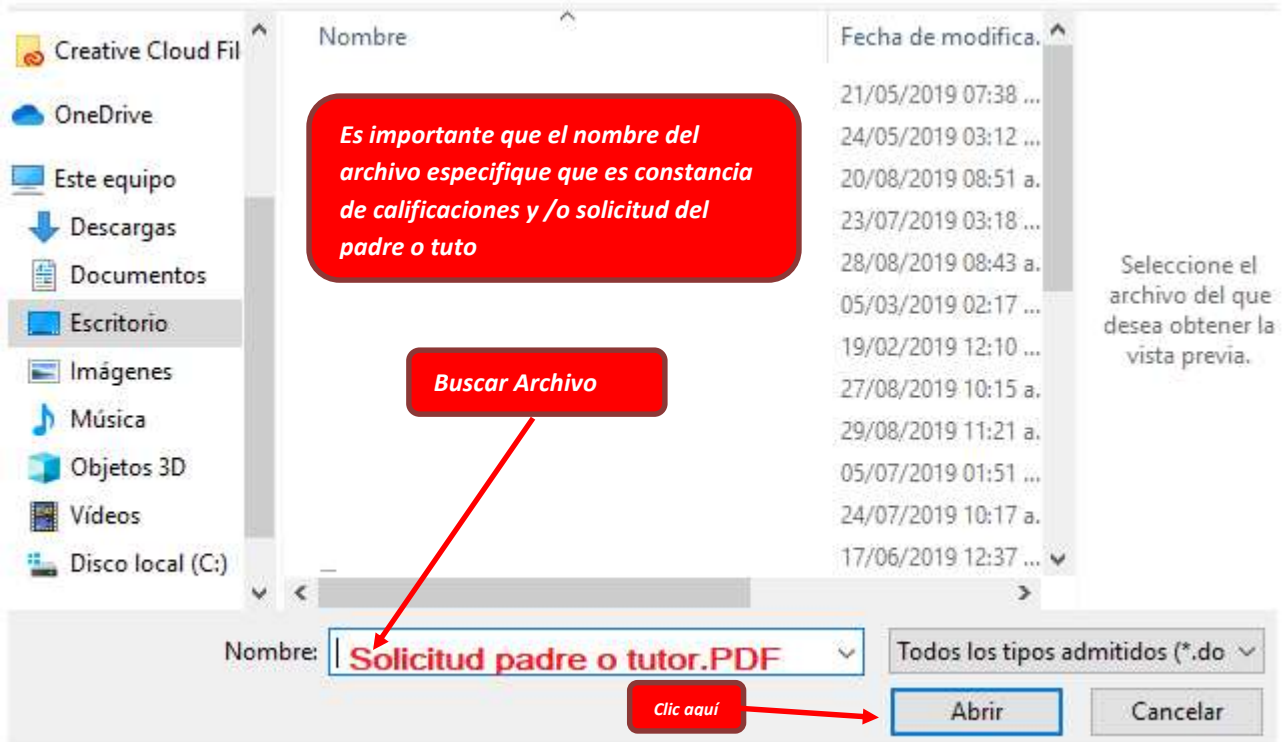 Creative Cloud Fil
OneDrive
Este equipo
Descargas
Documentos
Escritorio
Imágenes
Música
Objetos 3D
Vídeos
Disco local (C:)
Nombre
Fecha de modifica.
21/05/2019 07:38 ...
24/05/2019 03:12 ...
20/08/2019 08:51 a.
23/07/2019 03:18 ...
28/08/2019 08:43 a.
05/03/2019 02:17 ...
19/02/2019 12:10 ...
27/08/2019 10:15 a.
29/08/2019 11:21 a.
05/07/2019 01:51 ...
24/07/2019 10:17 a.
17/06/2019 12:37 ...
Es importante que el nombre del
archivo especifique que es constancia
de calificaciones y /o solicitud del
padre o tuto
Buscar Archivo
Seleccione el
archivo del que
desea obtener la
vista previa.
Nombre: Solicitud padre o tutor.PDF
Todos los tipos admitidos (*.do
Clic aquí
Abrir
Cancelar